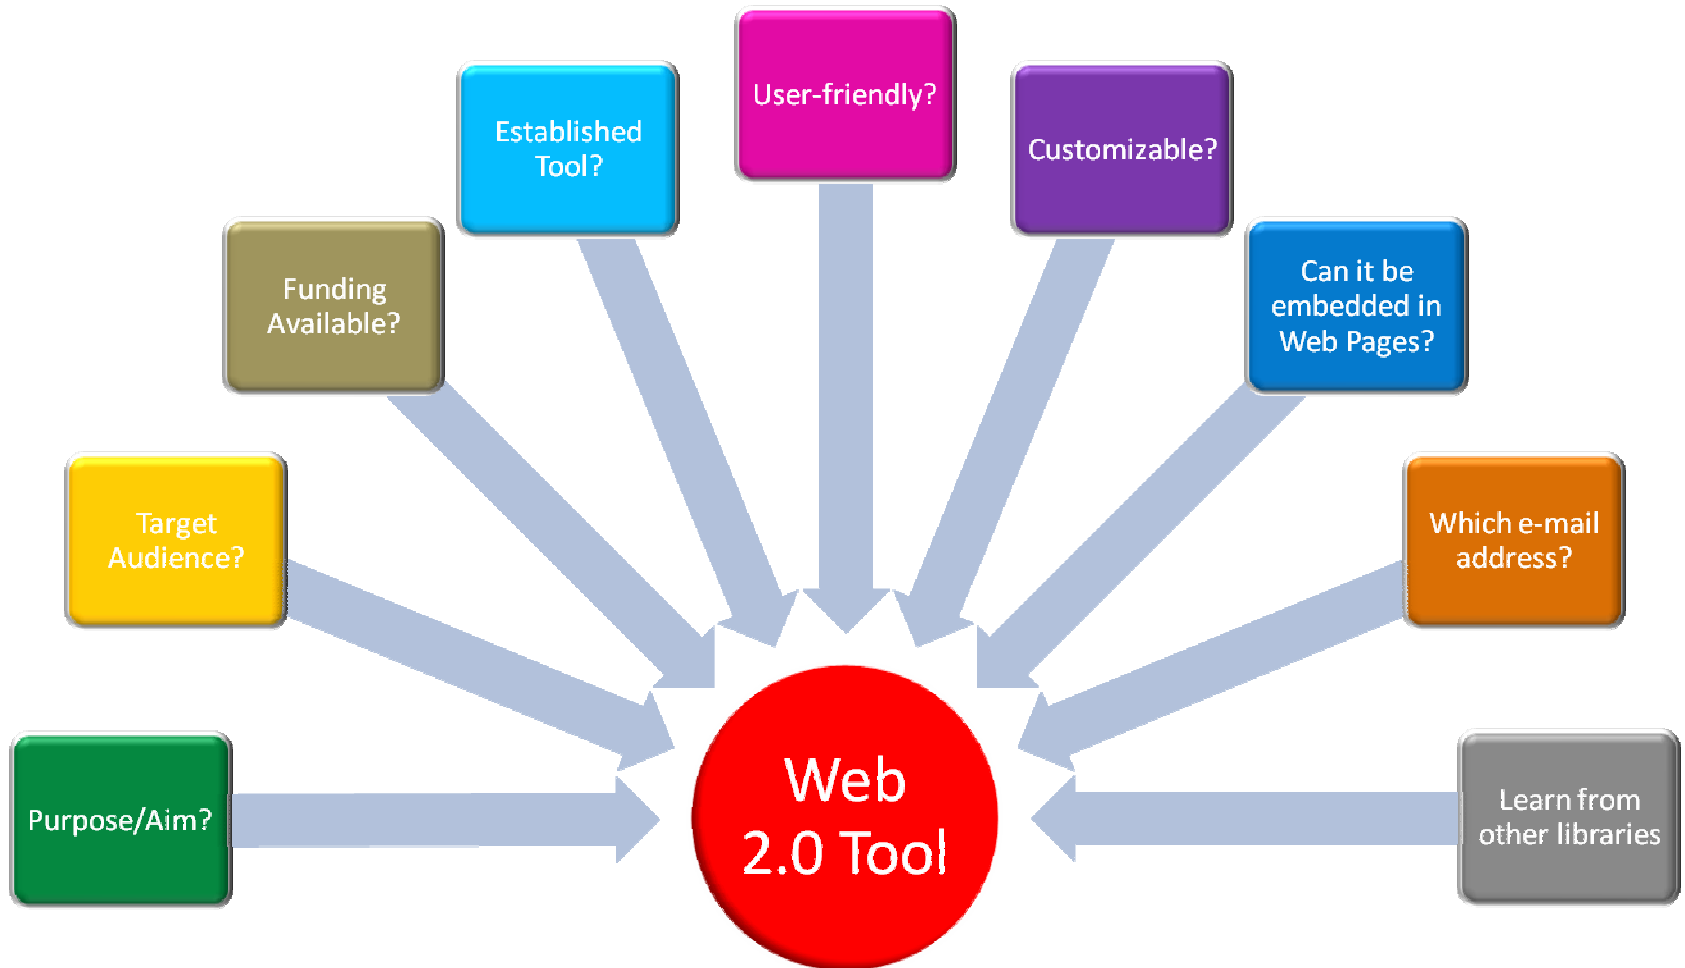 User-friendly?
Established
Tool?
Customizable?
Funding
Available?
Can it be
embedded in
Web Pages?
Target
Audience?
Which e-mail
address?
Purpose/Aim?
Web
2.0 Tool
Learn from
other libraries